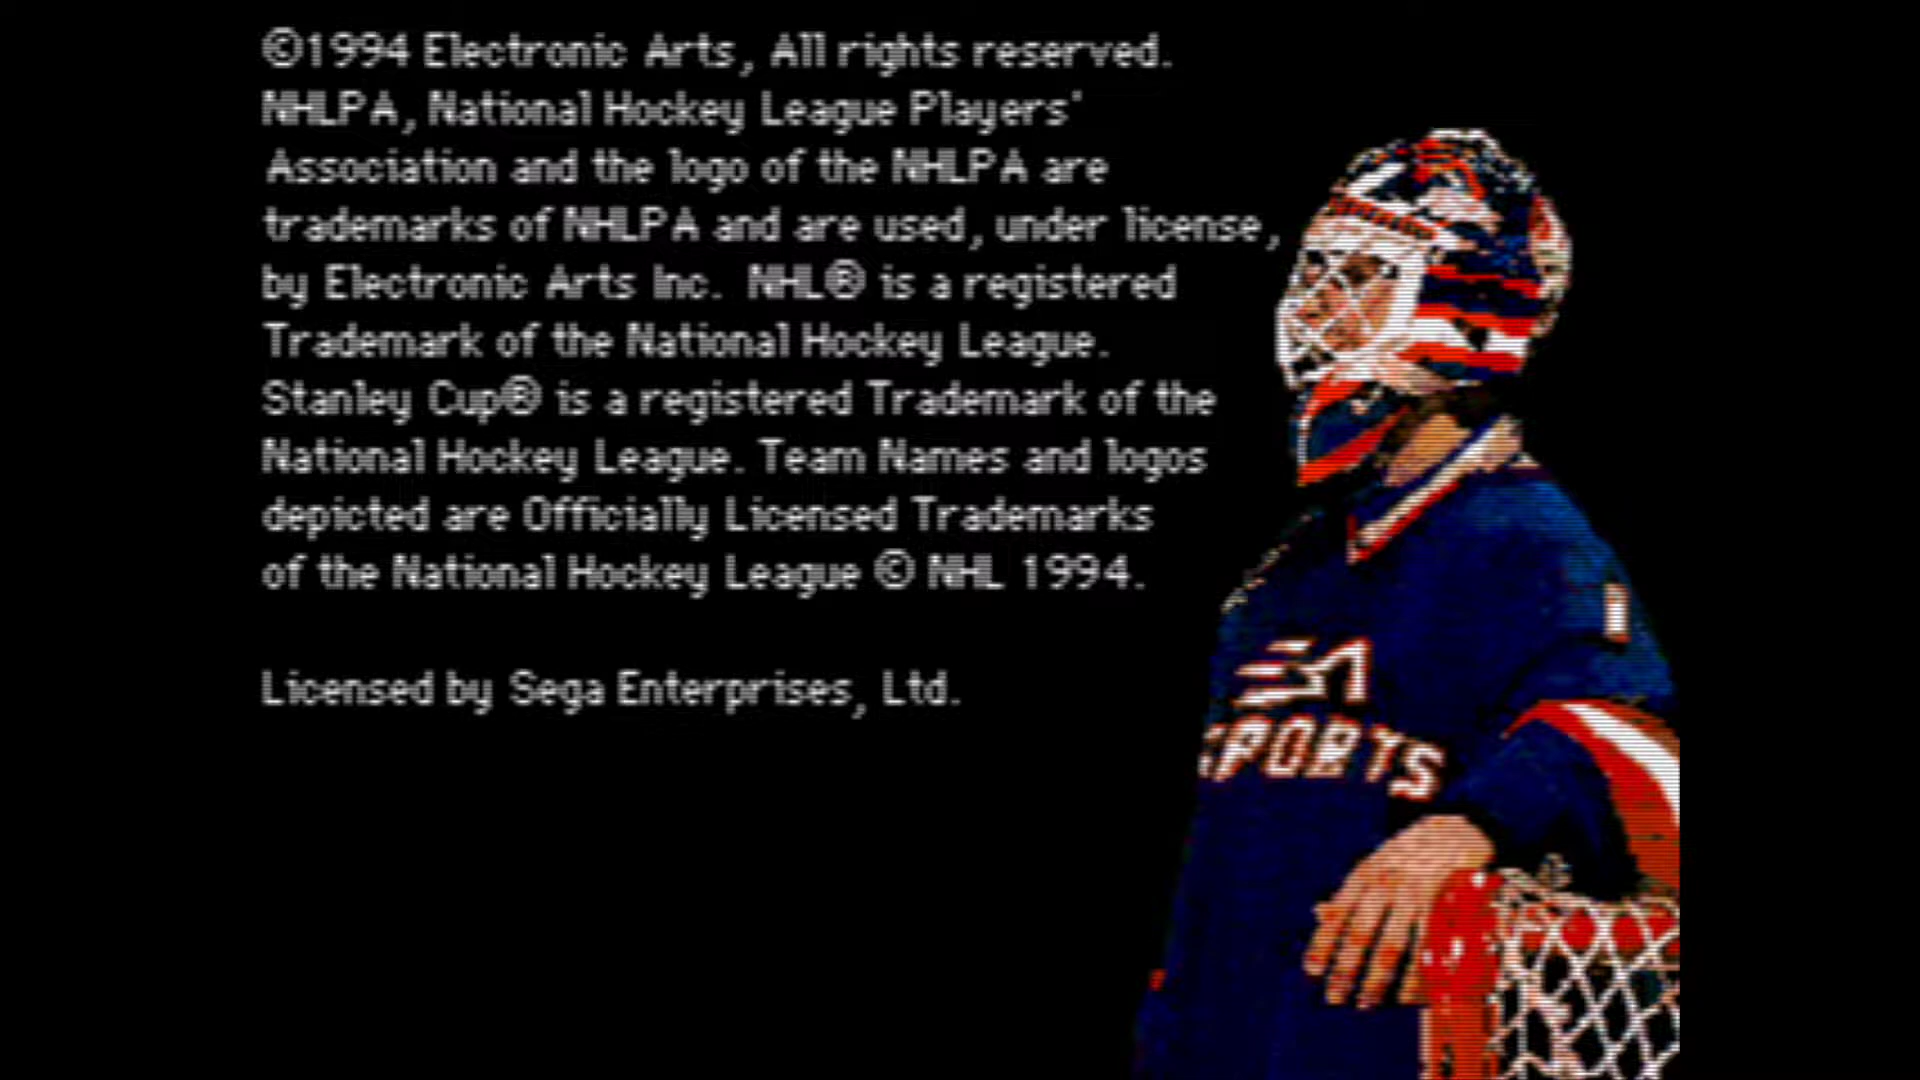 ©1994 Electronic Arts, All rights reserved.
NHLPA, National Hockey League Players'
Association and the logo of the NHLPA are
trademarks of NHLPA and are used, under license,
by Electronic Arts Inc. NHL® is a registered
Trademark of the National Hockey League.
Stanley Cup® is a registered Trademark of the
National Hockey League. Team Names and logos
depicted are Officially Licensed Trademarks
of the National Hockey League © NHL 1994.
Licensed by Sega Enterprises, Ltd.
EA
SPORTS